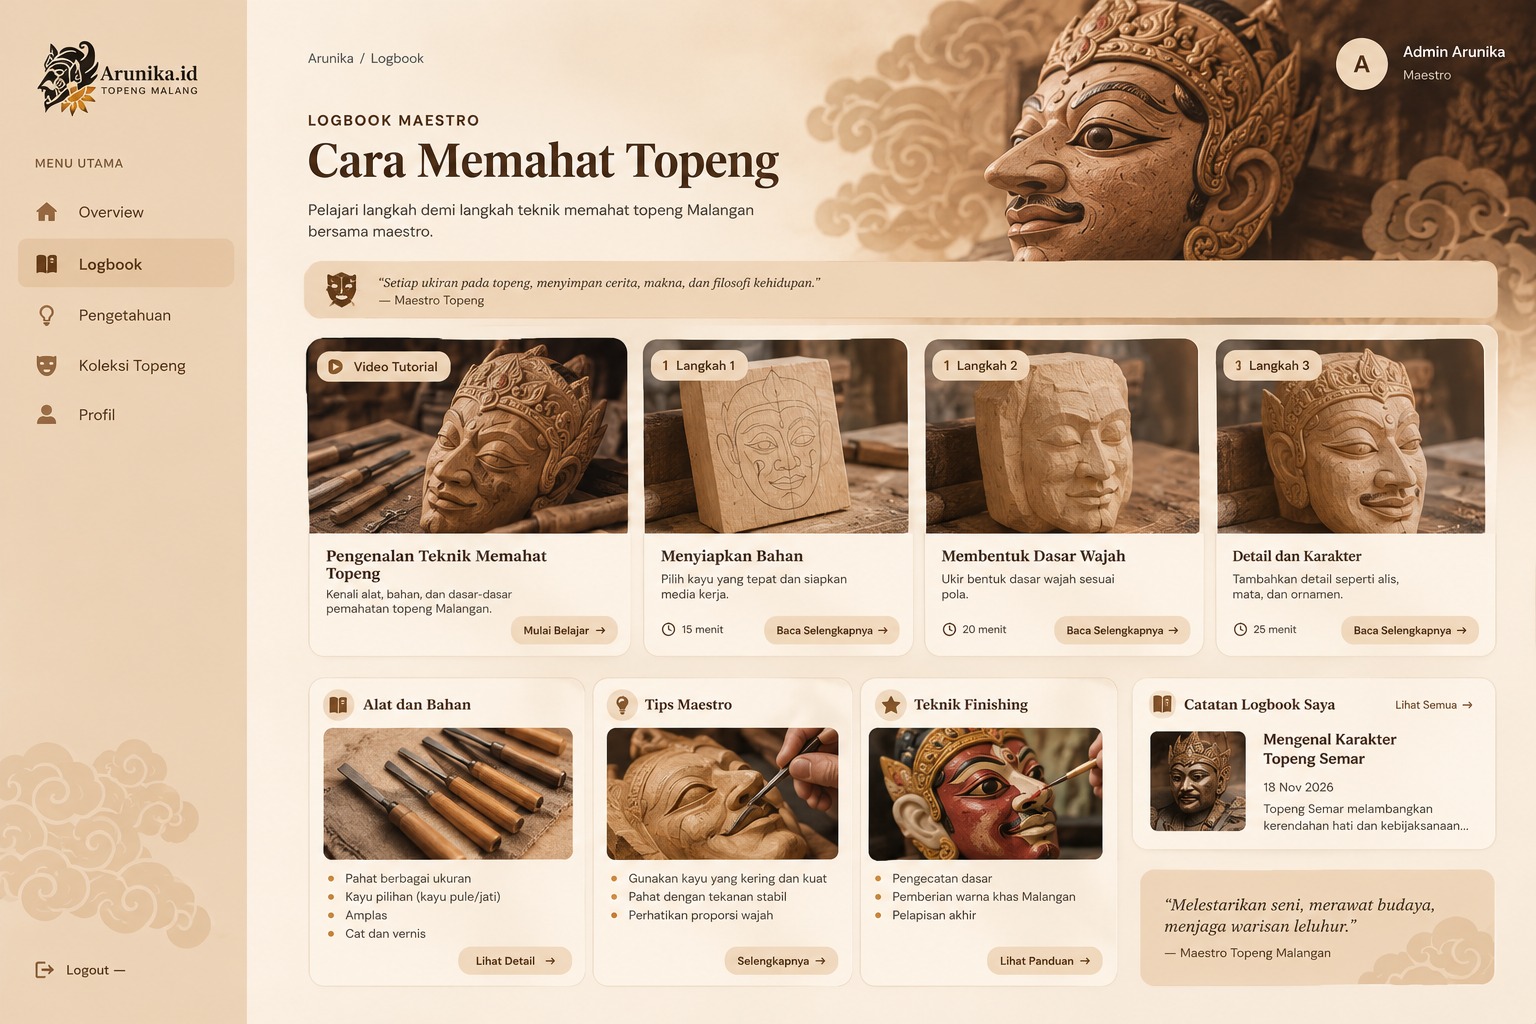 Arunika.id
TOPENG MALANG
MENU UTAMA
Overview
Logbook
Pengetahuan
Koleksi Topeng
Profil
Logout —
Arunika / Logbook
A
Admin Arunika
Maestro
LOGBOOK MAESTRO
Cara Memahat Topeng
Pelajari langkah demi langkah teknik memahat topeng Malangan
bersama maestro.
“Setiap ukiran pada topeng, menyimpan cerita, makna, dan filosofi kehidupan.”
— Maestro Topeng
Video Tutorial
Pengenalan Teknik Memahat
Topeng
Kenali alat, bahan, dan dasar-dasar
pemahatan topeng Malangan.
Mulai Belajar →
1 Langkah 1
Menyiapkan Bahan
Pilih kayu yang tepat dan siapkan
media kerja.
15 menit
Baca Selengkapnya →
1 Langkah 2
Membentuk Dasar Wajah
Ukir bentuk dasar wajah sesuai
pola.
20 menit
Baca Selengkapnya →
3 Langkah 3
Detail dan Karakter
Tambahkan detail seperti alis,
mata, dan ornamen.
25 menit
Baca Selengkapnya →
Alat dan Bahan
• Pahat berbagai ukuran
• Kayu pilihan (kayu pule/jati)
• Amplas
• Cat dan vernis
Lihat Detail →
Tips Maestro
• Gunakan kayu yang kering dan kuat
• Pahat dengan tekanan stabil
• Perhatikan proporsi wajah
Selengkapnya →
Teknik Finishing
• Pengecatan dasar
• Pemberian warna khas Malangan
• Pelapisan akhir
Lihat Panduan →
Catatan Logbook Saya
Lihat Semua →
Mengenal Karakter
Topeng Semar
18 Nov 2026
Topeng Semar melambangkan
kerendahan hati dan kebijaksanaan...
“Melestarikan seni, merawat budaya,
menjaga warisan leluhur.”
— Maestro Topeng Malangan